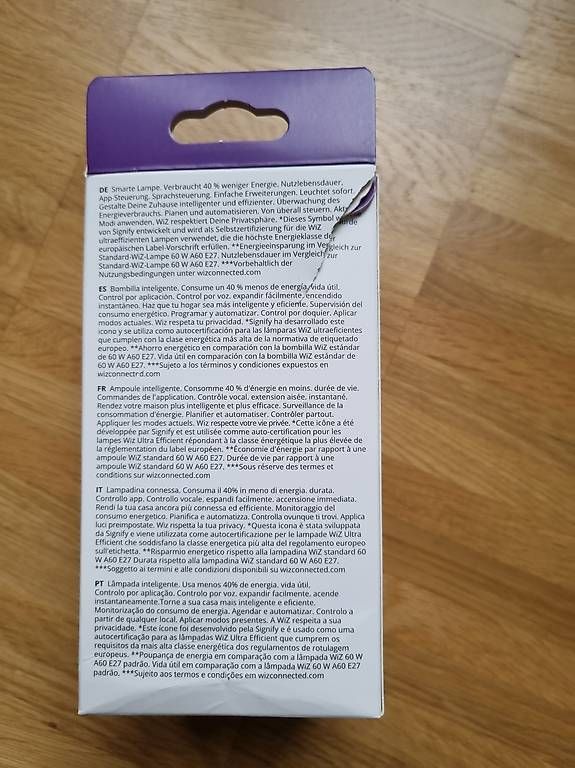 DE Smarte Lampe. Verbraucht 40 % weniger Energie. Nutzlebensdauer.
App-Steuerung. Sprachsteuerung. Einfache Erweiterungen. Leuchtet sofort.
Gestalte Deine Zuhause intelligenter und effizienter. Überwachung des
Energieverbrauchs. Planen und automatisieren. Von überall steuern.
Modi anwenden. WiZ respektiert Deine Privatsphäre. *Dieses Symbol wurde
von Signify entwickelt und wird als Selbstzertifizierung für die WiZ
ultraeffizienten Lampen verwendet, die die höchste Energieklasse der
europäischen Label-Vorschrift erfüllen. **Energieeinsparung im Vergleich zur
Standard-WiZ-Lampe 60 W A60 E27. Nutzlebensdauer im Vergleich zur
Standard-WiZ-Lampe 60 W A60 E27. ***Vorbehaltlich der
Nutzungsbedingungen unter wizconnected.com
ES Bombilla inteligente. Consume un 40 % menos de energía. vida útil.
Control por aplicación. Control por voz. expandir fácilmente. encendido
instantáneo. Haz que tu hogar sea más inteligente y eficiente. Supervisión del
consumo energético. Programar y automatizar. Control por doquier. Aplicar
modos actuales. Wiz respeta tu privacidad. *Signify ha desarrollado este
icono y se utiliza como autocertificación para las lámparas WiZ ultraeficientes
que cumplen con la clase energética más alta de la normativa de etiquetado
europeo. **Ahorro energético en comparación con la bombilla WiZ estándar
de 60 W A60 E27. Vida útil en comparación con la bombilla WiZ estándar de
60 W A60 E27. ***Sujeto a los términos y condiciones expuestos en
wizconnectrd.com
FR Ampoule intelligente. Consomme 40 % d'énergie en moins. durée de vie.
Commandes de l'application. Contrôle vocal. extension aisée. instantané.
Rendez votre maison plus intelligente et plus efficace. Surveillance de la
consommation d'énergie. Planifier et automatiser. Contrôler partout.
Appliquer les modes actuels. Wiz respecte votre vie privée. *Cette icône a été
développée par Signify et est utilisée comme auto-certification pour les
lampes Wiz Ultra Efficient répondant à la classe énergétique la plus élevée de
la réglementation du label européen. **Économie d'énergie par rapport à une
ampoule WiZ standard 60 W A60 E27. Durée de vie par rapport à une
ampoule WiZ standard 60 W A60 E27. ***Sous réserve des termes et
conditions sur wizconnected.com
IT Lampadina connessa. Consuma il 40% in meno di energia. durata.
Controllo app. Controllo vocale. espandi facilmente. accensione immediata.
Rendi la tua casa ancora più connessa ed efficiente. Monitoraggio del
consumo energetico. Pianifica e automatizza. Controlla ovunque ti trovi. Applica
luci preimpostate. Wiz rispetta la tua privacy. *Questa icona è stata sviluppata
da Signify e viene utilizzata come autocertificazione per le lampade WiZ Ultra
Efficient che soddisfano la classe energetica più alta del regolamento europeo
sull'etichetta. **Risparmio energetico rispetto alla lampadina WiZ standard 60
W A60 E27 Durata rispetto alla lampadina WiZ standard 60 W A60 E27.
***Soggetto ai termini e alle condizioni disponibili su wizconnected.com
PT Lâmpada inteligente. Usa menos 40% de energia. vida útil.
Controlo por aplicação. Controlo por voz. expandir facilmente, acende
instantaneamente.Torne a sua casa mais inteligente e eficiente.
Monitorização do consumo de energia. Agendar e automatizar. Controlo a
partir de qualquer local. Aplicar modos presentes. A WiZ respeita a sua
privacidade. *Este ícone foi desenvolvido pela Signify e é usado como uma
autocertificação para as lâmpadas WiZ Ultra Efficient que cumprem os
requisitos da mais alta classe energética dos regulamentos de rotulagem
europeus. **Poupança de energia em comparação com a lâmpada WiZ 60 W
A60 E27 padrão. Vida útil em comparação com a lâmpada WiZ 60 W A60 E27
padrão. ***Sujeito aos termos e condições em wizconnected.com